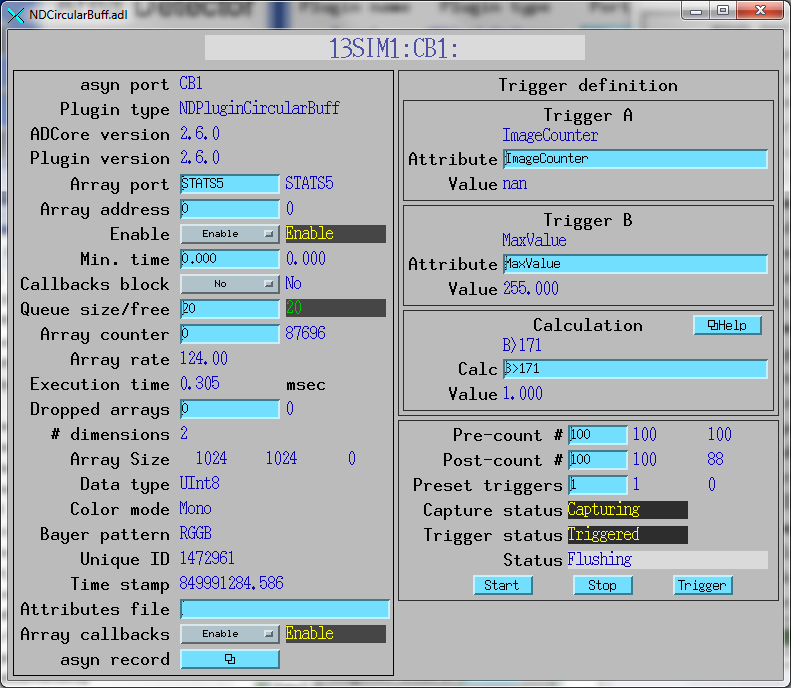 NDCircularBuff.adl
13SIM1:CB1:
asyn port CB1
Plugin type NDPluginCircularBuff
ADCore version 2.6.0
Plugin version 2.6.0
Array port STATS5 STATS5
Array address 0 0
Enable Enable Enable
Min. time 0.000 0.000
Callbacks block No No
Queue size/free 20 20
Array counter 0 87696
Array rate 124.00
Execution time 0.305 msec
Dropped arrays 0 0
# dimensions 2
Array Size 1024 1024 0
Data type UInt8
Color mode Mono
Bayer pattern RGGB
Unique ID 1472961
Time stamp 849991284.586
Attributes file
Array callbacks Enable Enable
asyn record
Trigger definition
Trigger A
ImageCounter
Attribute ImageCounter
Value nan
Trigger B
MaxValue
Attribute MaxValue
Value 255.000
Calculation Help
B>171
Calc B>171
Value 1.000
Pre-count # 100 100 100
Post-count # 100 100 88
Preset triggers 1 1 0
Capture status Capturing
Trigger status Triggered
Status Flushing
Start Stop Trigger